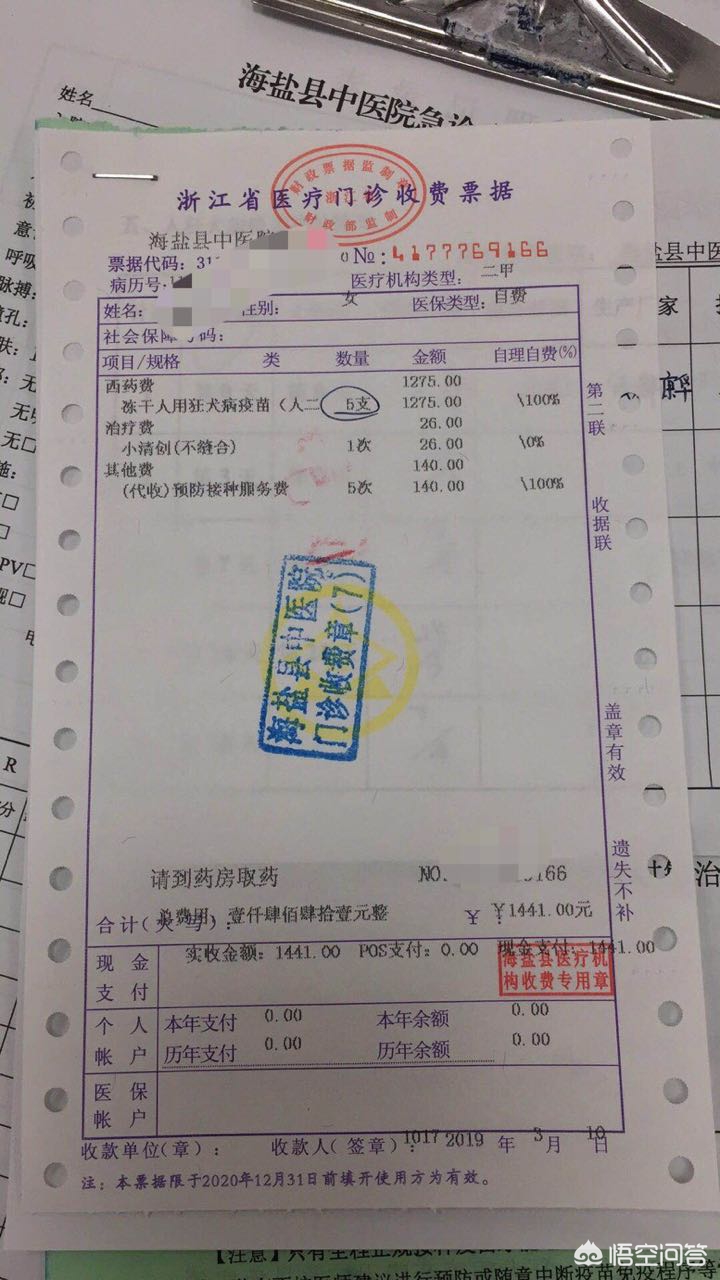 海盐县中医院急诊
姓名
浙江省医疗门诊收费票据
财政票据监制章
浙江省
财政部监制
海盐县中医院
票据代码：31 0 №：4177769166
病历号： 医疗机构类型： 二甲
姓名： 性别： 女 医保类型： 自费
社会保障号码：
项目/规格 类 数量 金额 自理自费(%)
西药费 1275.00
冻干人用狂犬病疫苗（人二 5支 1275.00 \100%
治疗费 26.00
小清创(不缝合) 1次 26.00 \0%
其他费 140.00
(代收)预防接种服务费 5次 140.00 \100%
第二联
收据联
盖章有效
遗失不补
海盐县中医院
门诊收费章(7)
请到药房取药 NO. 166
合计(大写)：
总费用：壹仟肆佰肆拾壹元整 ¥ ¥1441.00元
实收金额：1441.00 POS支付：0.00 现金支付：1441.00
海盐县医疗机
构收费专用章
现金
支付
个人 本年支付 0.00 本年余额 0.00
帐户 历年支付 0.00 历年余额 0.00
医保
帐户
收款单位(章)： 收款人(签章)： 1017 2019 年 3 月 10 日
注：本票据限于2020年12月31日前填开使用方为有效。
悟空问答